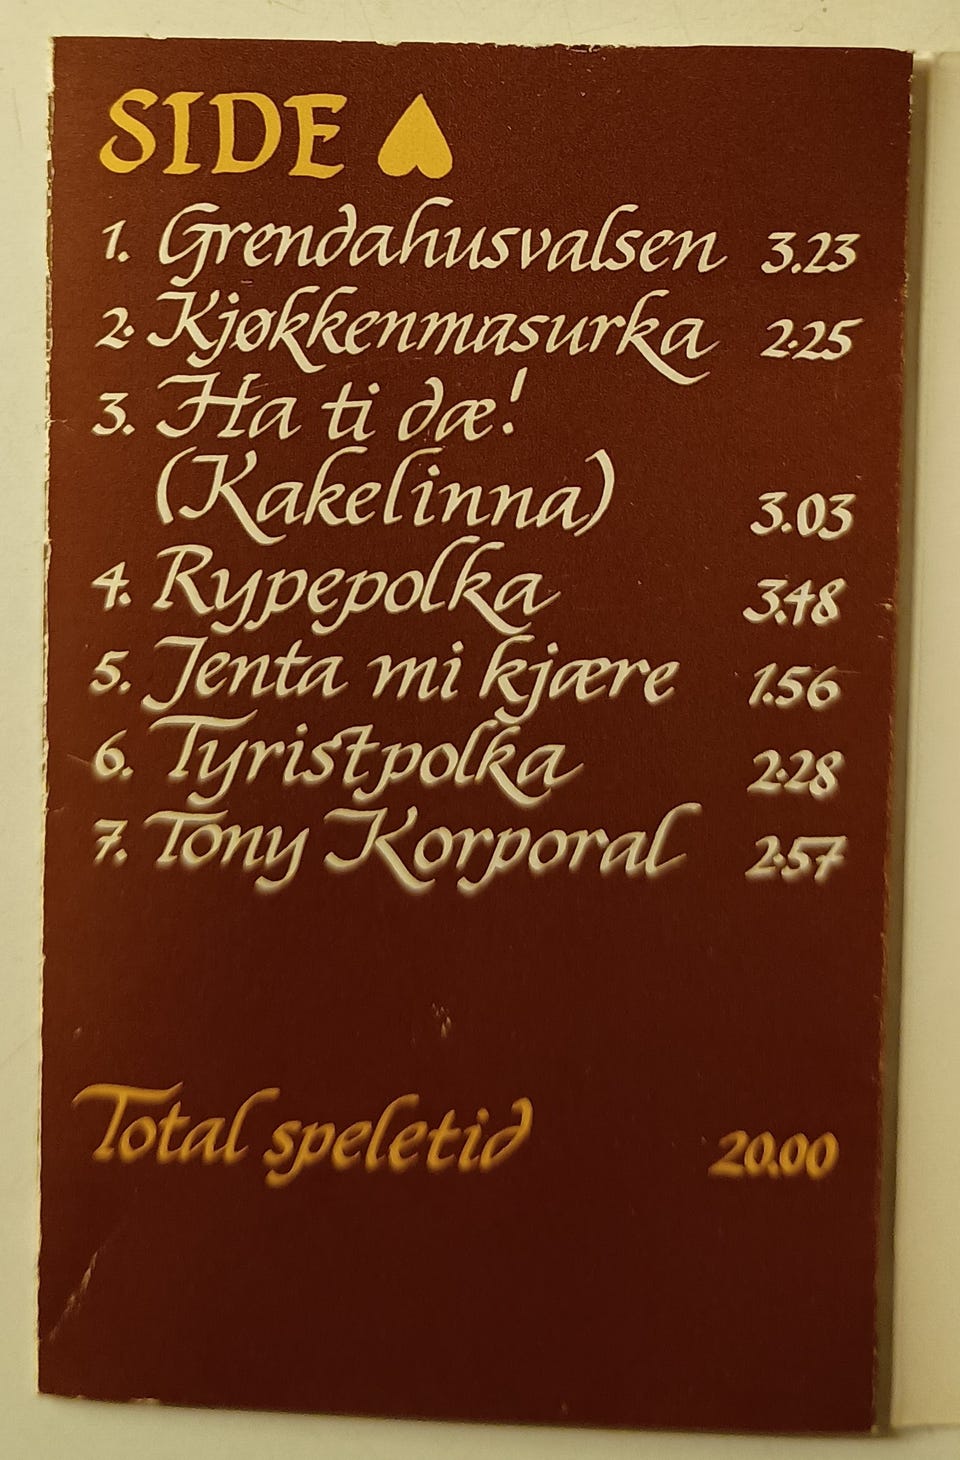 SIDE ♠
1. Grendahusvalsen 3.23
2. Kjøkkenmasurka 2.25
3. Ha ti dæ!
(Kakelinna) 3.03
4. Rypepolka 3.48
5. Jenta mi kjære 1.56
6. Tyristpolka 2.28
7. Tony Korporal 2.57
Total speletid 20.00